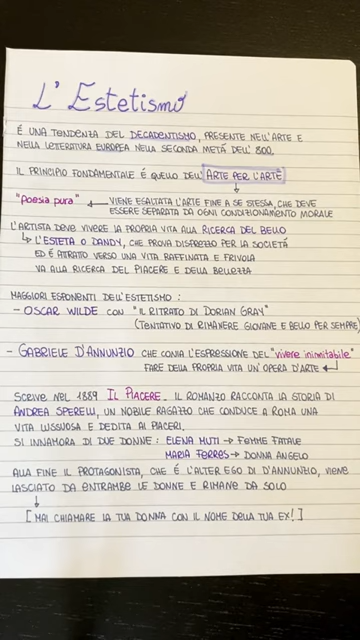 L'Estetismo
É UNA TENDENZA DEL DECADENTISMO, PRESENTE NELL'ARTE E
NELLA LETTERATURA EUROPEA NELLA SECONDA METÁ DELL' 800.
IL PRINCIPIO FONDAMENTALE É QUELLO DELL'ARTE PER L'ARTE
↓
"poesia pura" ← VIENE ESALTATA L'ARTE FINE A SE STESSA, CHE DEVE
ESSERE SEPARATA DA OGNI CONDIZIONAMENTO MORALE
L'ARTISTA DEVE VIVERE LA PROPRIA VITA ALLA RICERCA DEL BELLO
↳ L'ESTETA O DANDY, CHE PROVA DISPREZZO PER LA SOCIETÁ
ED É ATTRATO VERSO UNA VITA RAFFINATA E FRIVOLA
VA ALLA RICERCA DEL PIACERE E DELLA BELLEZZA
MAGGIORI ESPONENTI DELL'ESTETISMO :
- OSCAR WILDE CON "IL RITRATTO DI DORIAN GRAY"
(TENTATIVO DI RIMANERE GIOVANE E BELLO PER SEMPRE)
- GABRIELE D'ANNUNZIO CHE CONIA L'ESPRESSIONE DEL "vivere inimitabile"
FARE DELLA PROPRIA VITA UN'OPERA D'ARTE ↵
SCRIVE NEL 1889 IL PIACERE. IL ROMANZO RACCONTA LA STORIA DI
ANDREA SPERELLI, UN NOBILE RAGAZZO CHE CONDUCE A ROMA UNA
VITA LUSSUOSA E DEDITA AI PIACERI.
SI INNAMORA DI DUE DONNE : ELENA MUTI → FEMME FATALE
MARIA FERRES → DONNA ANGELO
ALLA FINE IL PROTAGONISTA, CHE É L'ALTER EGO DI D'ANNUNZIO, VIENE
LASCIATO DA ENTRAMBE LE DONNE E RIMANE DA SOLO
↓
[ MAI CHIAMARE LA TUA DONNA CON IL NOME DELLA TUA EX! ]